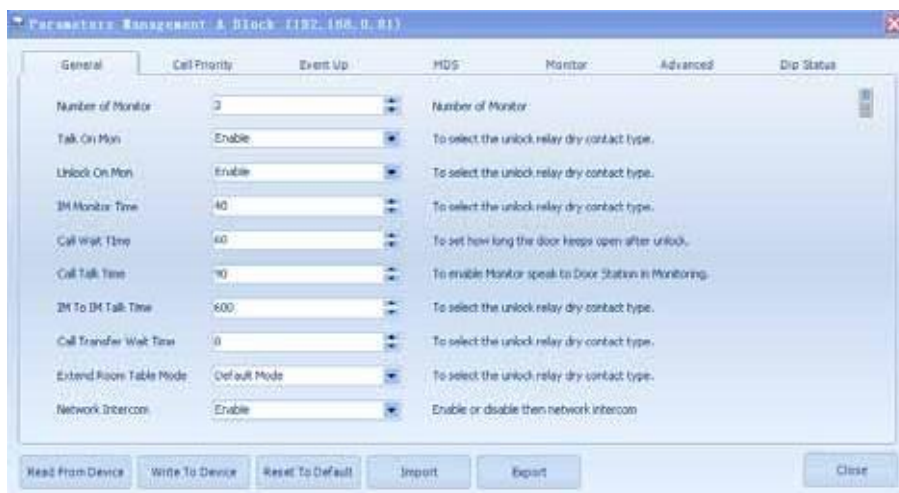 Parameters Management A Block (192.168.0.81)
General Call Priority Event Up MDS Monitor Advanced Dip Status
Number of Monitor 3 Number of Monitor
Talk On Mon Enable To select the unlock relay dry contact type.
Unlock On Mon Enable To select the unlock relay dry contact type.
IM Monitor Time 40 To select the unlock relay dry contact type.
Call Wait Time 60 To set how long the door keeps open after unlock.
Call Talk Time 90 To enable Monitor speak to Door Station in Monitoring.
IM To IM Talk Time 600 To select the unlock relay dry contact type.
Call Transfer Wait Time 0 To select the unlock relay dry contact type.
Extend Room Table Mode Default Mode To select the unlock relay dry contact type.
Network Intercom Enable Enable or disable then network intercom
Read From Device Write To Device Reset To Default Import Export Close